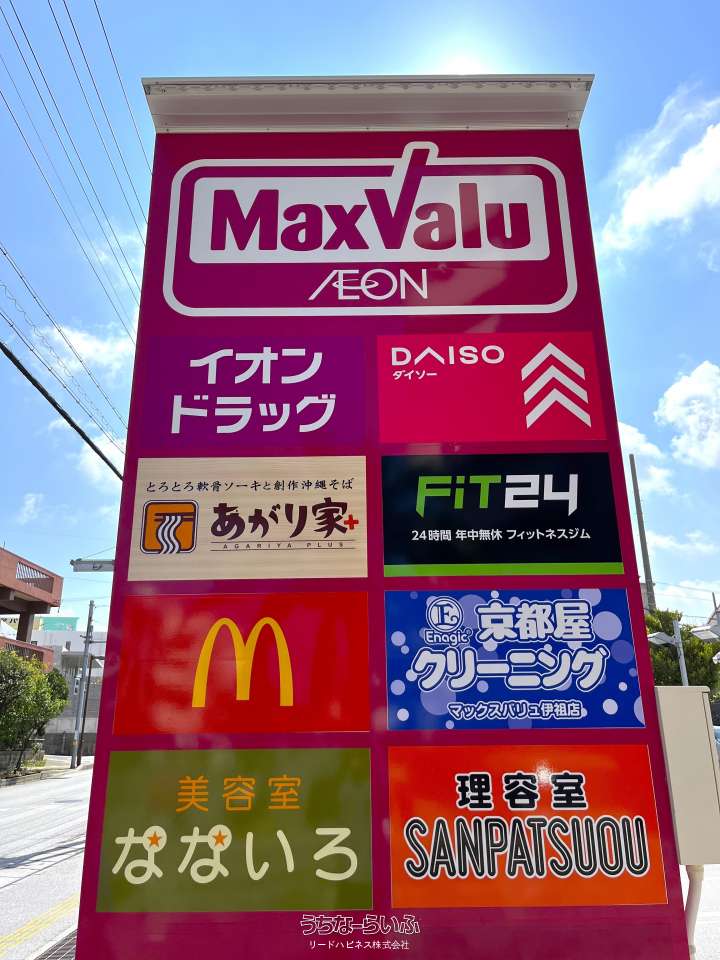 MaxValu
ÆON
イオン
ドラッグ
DAISO
ダイソー
とろとろ軟骨ソーキと創作沖縄そば
あがり家+
AGARIYA PLUS
FiT24
24時間 年中無休 フィットネスジム
M
E
Enagic®
京都屋
クリーニング
マックスバリュ伊祖店
美容室
なないろ
理容室
SANPATSUOU
うちなーらいふ
リードハピネス株式会社